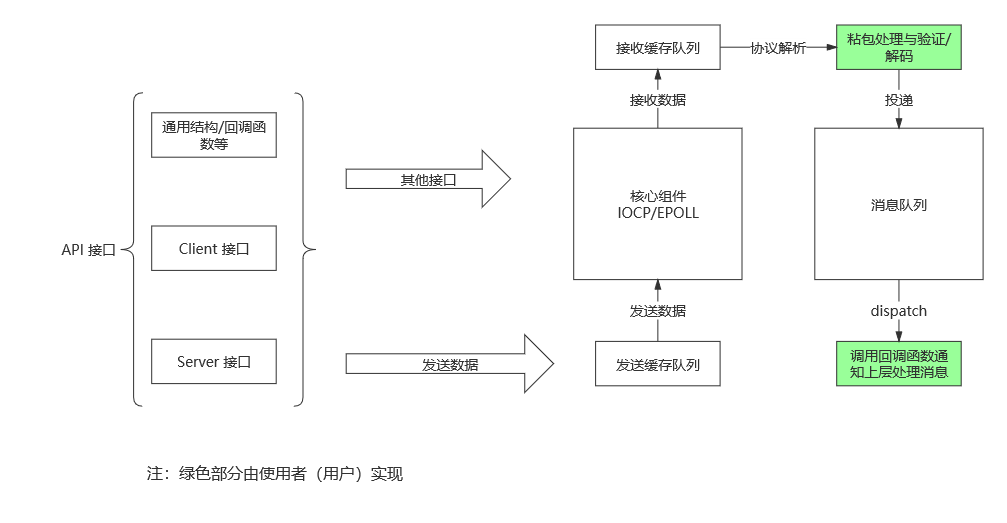 接收缓存队列
协议解析
粘包处理与验证/
解码
接收数据
投递
通用结构/回调函
数等
其他接口
核心组件
IOCP/EPOLL
消息队列
API 接口
Client 接口
发送数据
dispatch
Server 接口
发送数据
发送缓存队列
调用回调函数通
知上层处理消息
注：绿色部分由使用者（用户）实现